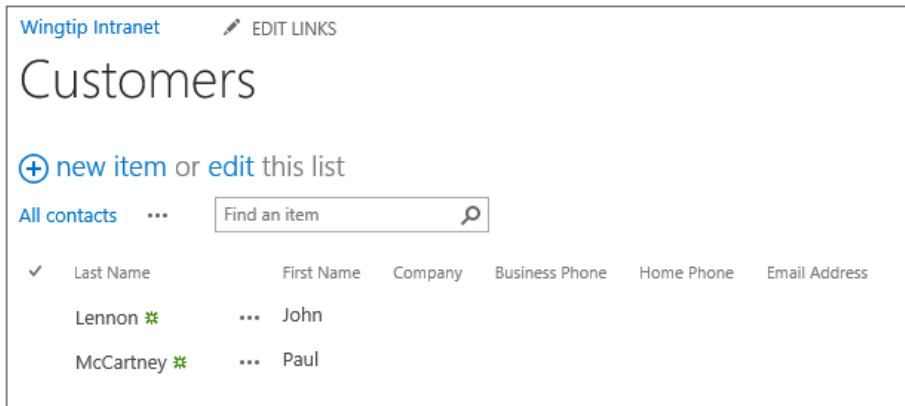 Wingtip Intranet EDIT LINKS
Customers
new item or edit this list
All contacts ••• Find an item
Last Name First Name Company Business Phone Home Phone Email Address
Lennon ••• John
McCartney ••• Paul